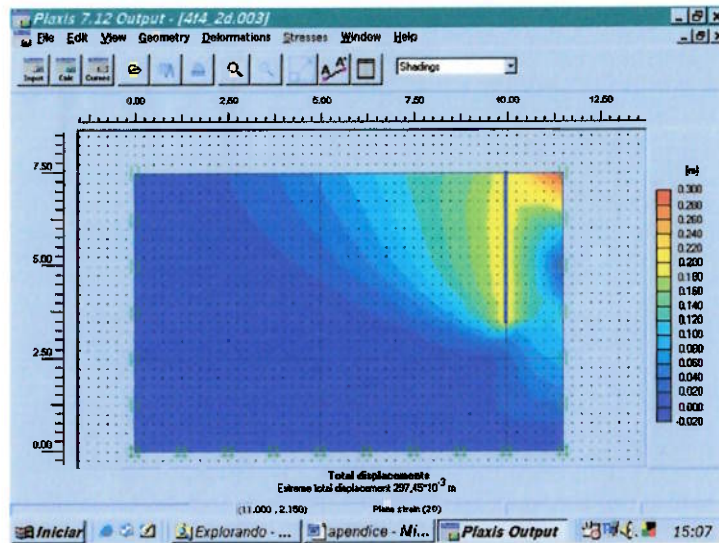 Plaxis 7.12 Output - [4f4_2d.003]
File Edit View Geometry Deformations Stresses Window Help
Input Calc Curves Shadings
0.00 2.50 5.00 7.50 10.00 12.50
7.50
5.00
2.50
0.00
[m]
0.300
0.280
0.260
0.240
0.220
0.200
0.180
0.160
0.140
0.120
0.100
0.080
0.060
0.040
0.020
0.000
-0.020
Total displacements
Extreme total displacement 297,45*10-3 m
(11.000 , 2.150) Plane strain (2D)
Iniciar Explorando - ... apendice - Mi... Plaxis Output 15:07